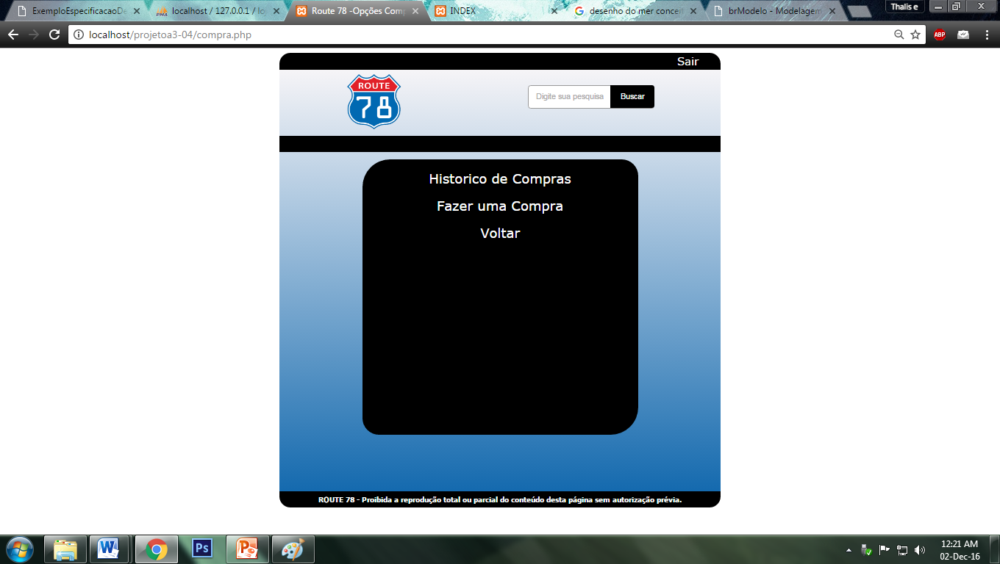 ExemploEspecificacaoDe
localhost / 127.0.0.1 / lo
Route 78 -Opções Com
INDEX
desenho do mer concei
brModelo - Modelagem
Thalis e
localhost/projetoa3-04/compra.php
ABP
Sair
ROUTE
78
Digite sua pesquisa
Buscar
Historico de Compras
Fazer uma Compra
Voltar
ROUTE 78 - Proibida a reprodução total ou parcial do conteúdo desta página sem autorização prévia.
Ps
12:21 AM
02-Dec-16